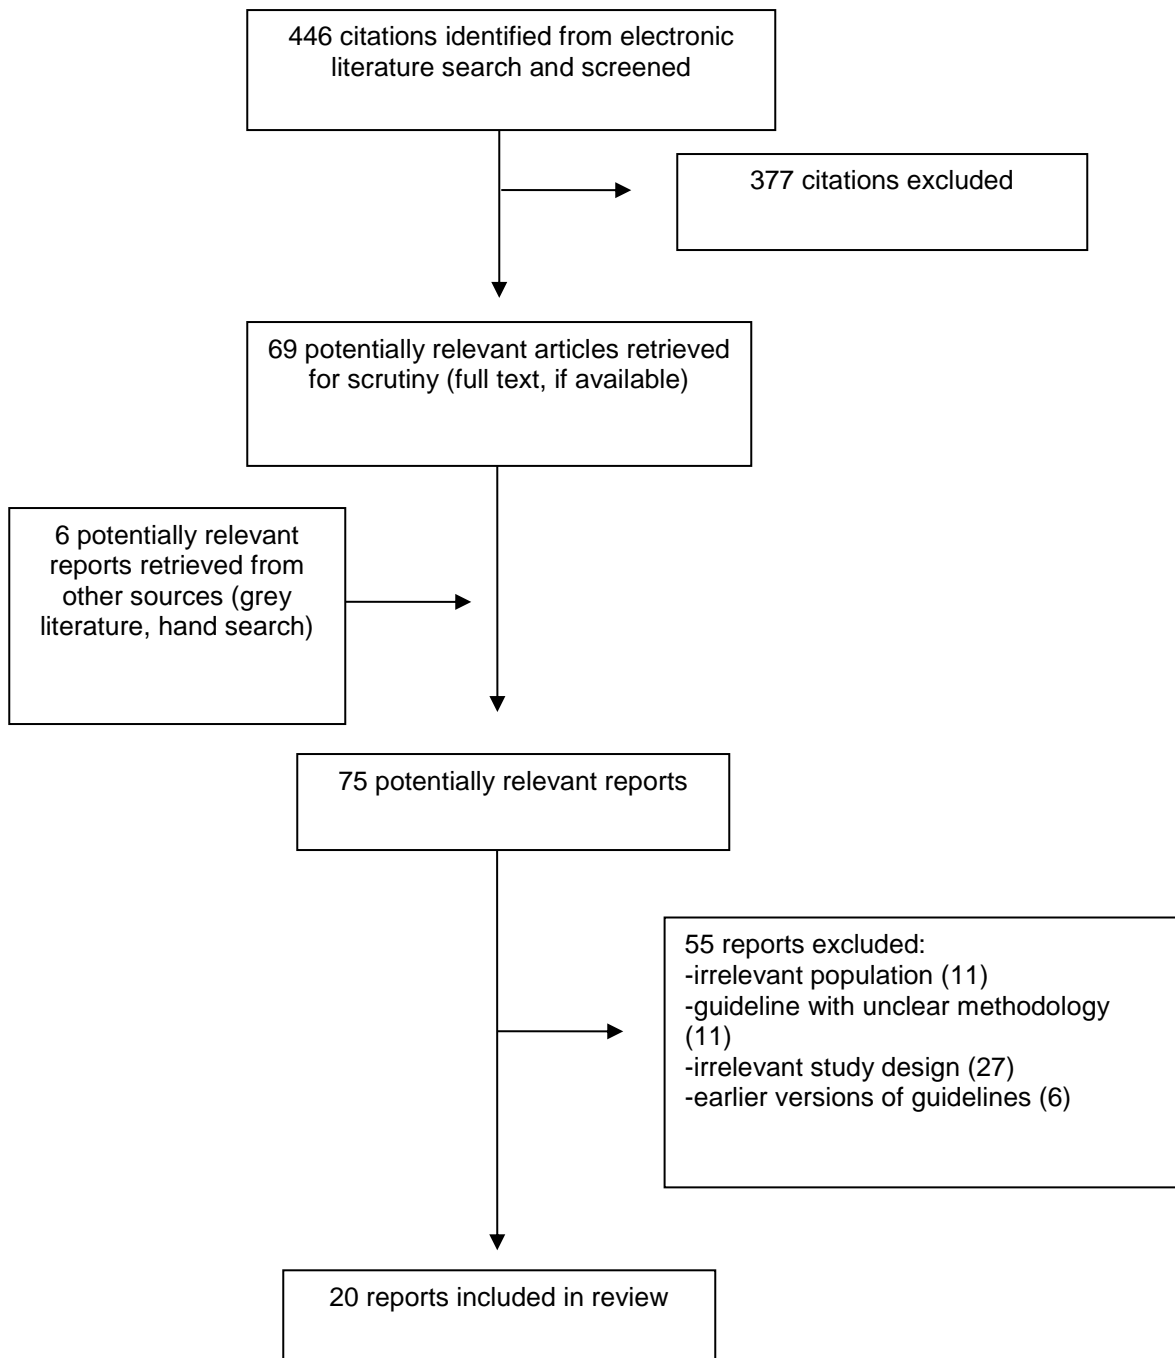 446 citations identified from electronic
literature search and screened
377 citations excluded
69 potentially relevant articles retrieved
for scrutiny (full text, if available)
6 potentially relevant
reports retrieved from
other sources (grey
literature, hand search)
75 potentially relevant reports
55 reports excluded:
-irrelevant population (11)
-guideline with unclear methodology
(11)
-irrelevant study design (27)
-earlier versions of guidelines (6)
20 reports included in review